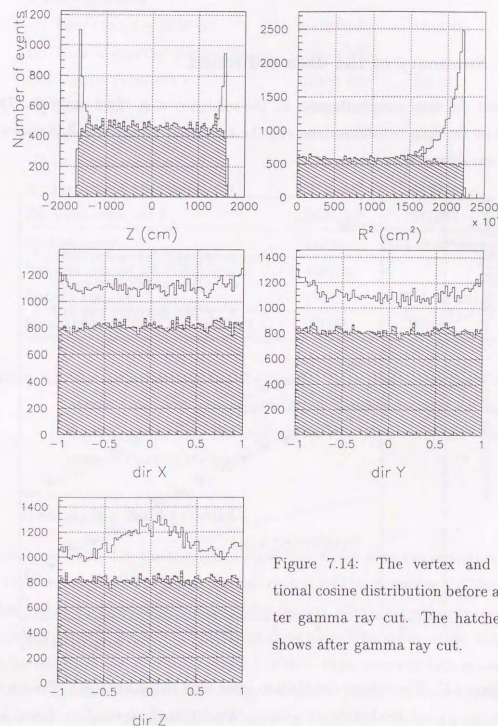 Number of events
1200
1000
800
600
400
200
0
-2000 -1000 0 1000 2000
Z (cm)
3500
3000
2500
2000
1500
1000
500
0
0 500 1000 1500 2000 2500
R² (cm²)
1200
1000
800
600
400
200
0
-1 -0.5 0 0.5 1
dir X
1400
1200
1000
800
600
400
200
0
-1 -0.5 0 0.5 1
dir Y
1400
1200
1000
800
600
400
200
0
-1 -0.5 0 0.5 1
dir Z
Figure 7.14: The vertex and
tional cosine distribution before a
ter gamma ray cut. The hatche
shows after gamma ray cut.